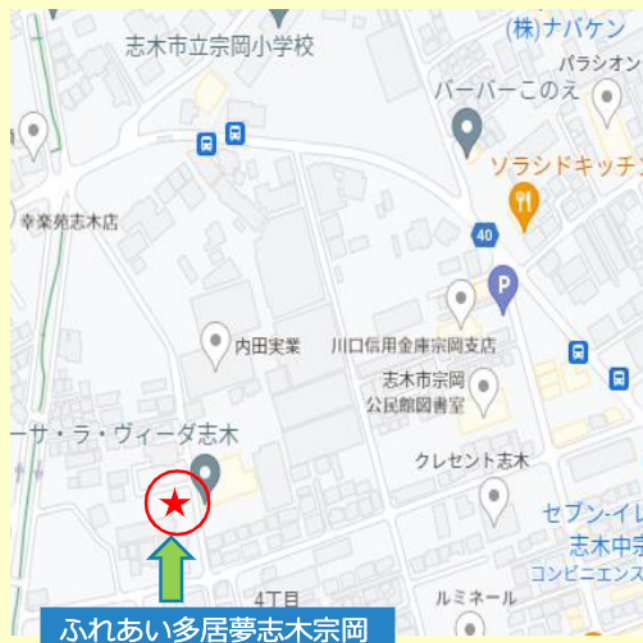 (株)ナバケン
志木市立宗岡小学校
パラシオン
バーバーこのえ
ソラシドキッチン
幸楽苑志木店
40
P
内田実業
川口信用金庫宗岡支店
志木市宗岡
公民館図書室
ーサ・ラ・ヴィーダ志木
クレセント志木
セブン-イレ
志木中宗
コンビニエンス
4丁目
ルミネール
ふれあい多居夢志木宗岡